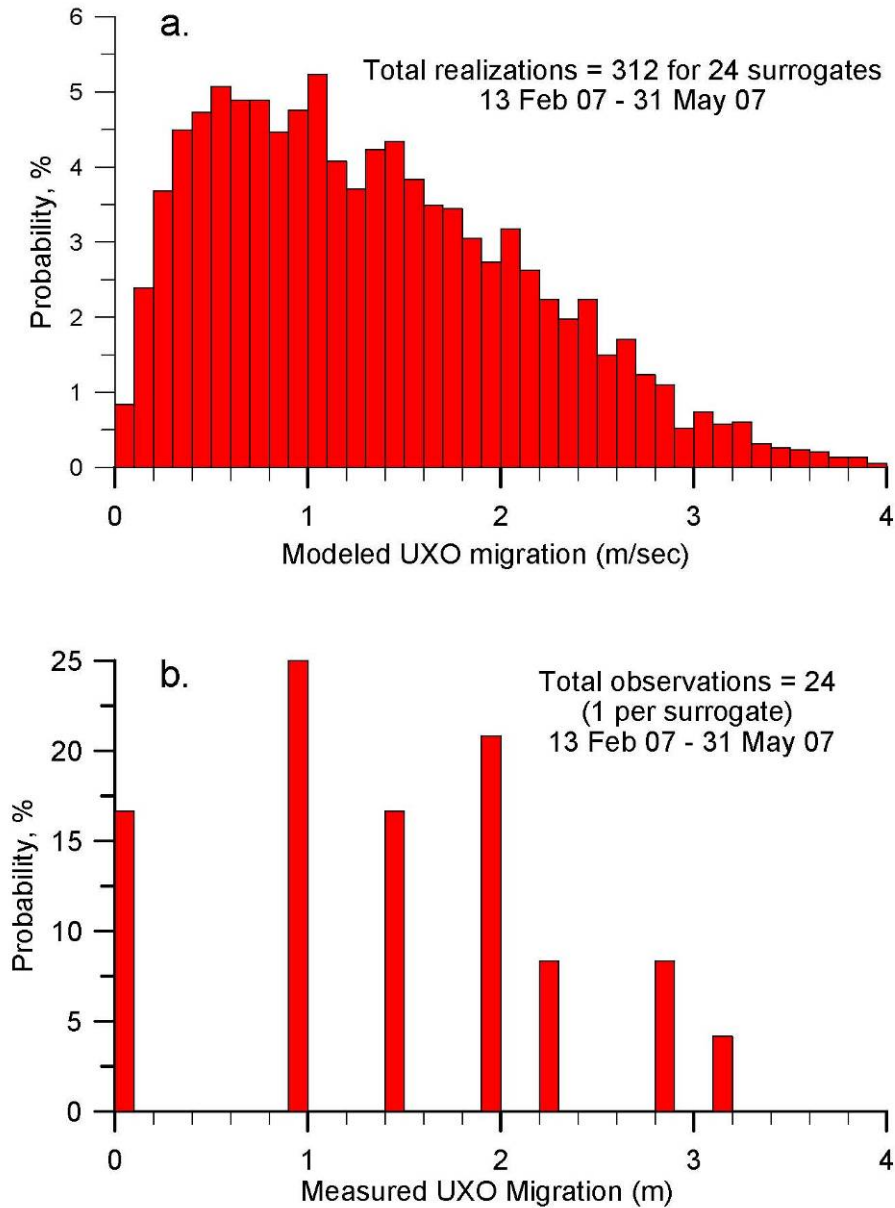 a.
Total realizations = 312 for 24 surrogates
13 Feb 07 - 31 May 07
Probability, %
6
5
4
3
2
1
0
0 1 2 3 4
Modeled UXO migration (m/sec)
b.
Total observations = 24
(1 per surrogate)
13 Feb 07 - 31 May 07
Probability, %
25
20
15
10
5
0
0 1 2 3 4
Measured UXO Migration (m)